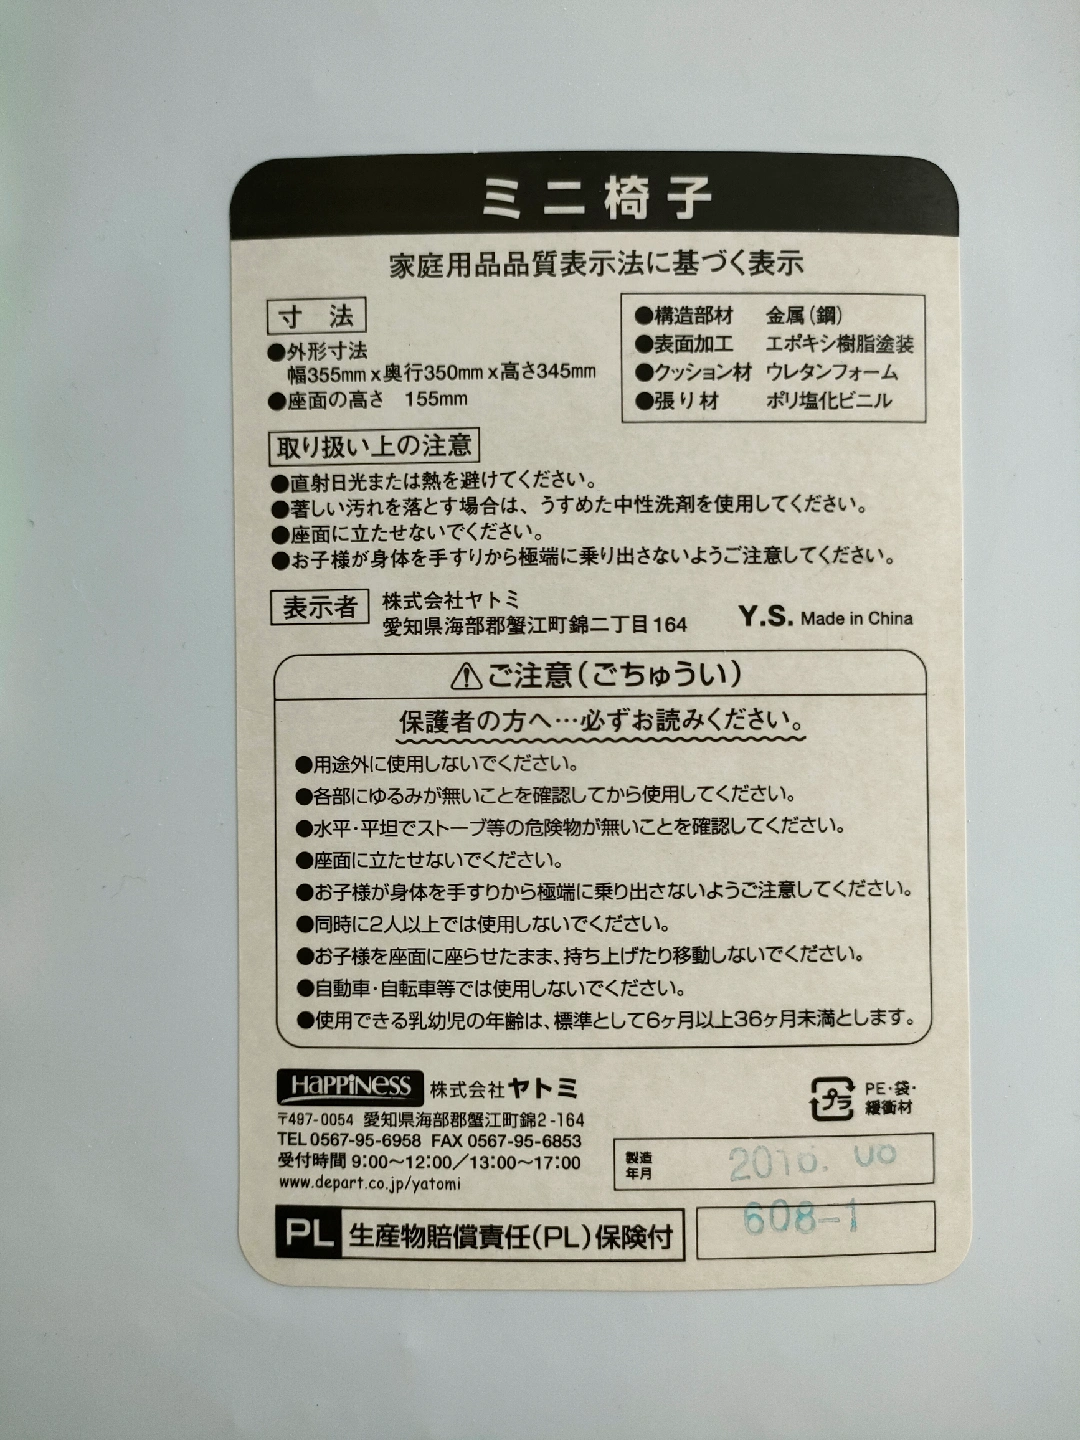 ミニ椅子
家庭用品品質表示法に基づく表示
寸 法
●外形寸法
幅355mm x 奥行350mm x 高さ345mm
●座面の高さ 155mm
●構造部材 金属(鋼)
●表面加工 エポキシ樹脂塗装
●クッション材 ウレタンフォーム
●張り材 ポリ塩化ビニル
取り扱い上の注意
●直射日光または熱を避けてください。
●著しい汚れを落とす場合は、うすめた中性洗剤を使用してください。
●座面に立たせないでください。
●お子様が身体を手すりから極端に乗り出さないようご注意してください。
表示者
株式会社ヤトミ
愛知県海部郡蟹江町錦二丁目164
Y.S. Made in China
⚠ご注意(ごちゅうい)
保護者の方へ…必ずお読みください。
●用途外に使用しないでください。
●各部にゆるみが無いことを確認してから使用してください。
●水平・平坦でストーブ等の危険物が無いことを確認してください。
●座面に立たせないでください。
●お子様が身体を手すりから極端に乗り出さないようご注意してください。
●同時に2人以上では使用しないでください。
●お子様を座面に座らせたまま、持ち上げたり移動しないでください。
●自動車・自転車等では使用しないでください。
●使用できる乳幼児の年齢は、標準として6ヶ月以上36ヶ月未満とします。
HaPPiNESS 株式会社ヤトミ
〒497-0054 愛知県海部郡蟹江町錦2-164
TEL 0567-95-6958 FAX 0567-95-6853
受付時間 9:00〜12:00/13:00〜17:00
www.depart.co.jp/yatomi
プラ
PE・袋・
緩衝材
製造
年月
2016. 08
PL 生産物賠償責任(PL)保険付
608-1